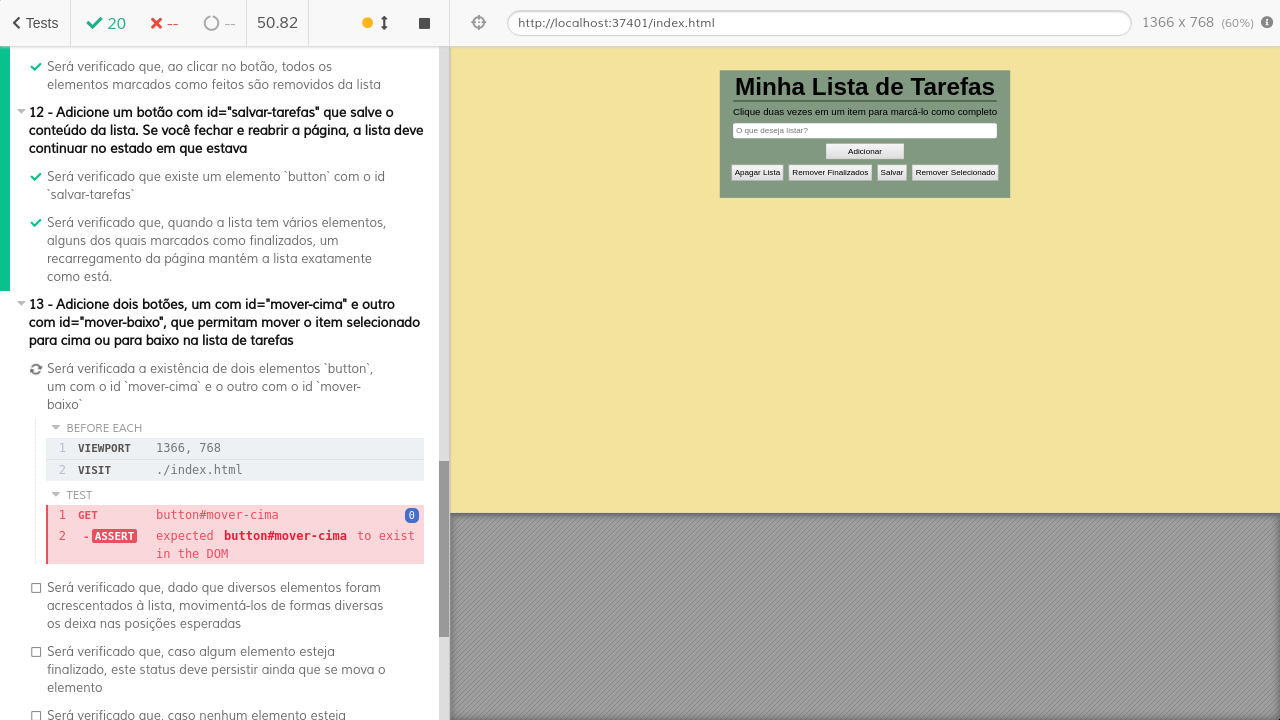 Tests
20
--
--
50.82
http://localhost:37401/index.html
1366 x 768 (60%)
Será verificado que, ao clicar no botão, todos os
elementos marcados como feitos são removidos da lista
12 - Adicione um botão com id="salvar-tarefas" que salve o
conteúdo da lista. Se você fechar e reabrir a página, a lista deve
continuar no estado em que estava
Será verificado que existe um elemento `button` com o id
`salvar-tarefas`
Será verificado que, quando a lista tem vários elementos,
alguns dos quais marcados como finalizados, um
recarregamento da página mantém a lista exatamente
como está.
13 - Adicione dois botões, um com id="mover-cima" e outro
com id="mover-baixo", que permitam mover o item selecionado
para cima ou para baixo na lista de tarefas
Será verificada a existência de dois elementos `button`,
um com o id `mover-cima` e o outro com o id `mover-
baixo`
BEFORE EACH
1 VIEWPORT 1366, 768
2 VISIT ./index.html
TEST
1 GET button#mover-cima 0
2 -ASSERT expected button#mover-cima to exist
in the DOM
Será verificado que, dado que diversos elementos foram
acrescentados à lista, movimentá-los de formas diversas
os deixa nas posições esperadas
Será verificado que, caso algum elemento esteja
finalizado, este status deve persistir ainda que se mova o
elemento
Será verificado que, caso nenhum elemento esteja
Minha Lista de Tarefas
Clique duas vezes em um item para marcá-lo como completo
O que deseja listar?
Adicionar
Apagar Lista Remover Finalizados Salvar Remover Selecionado